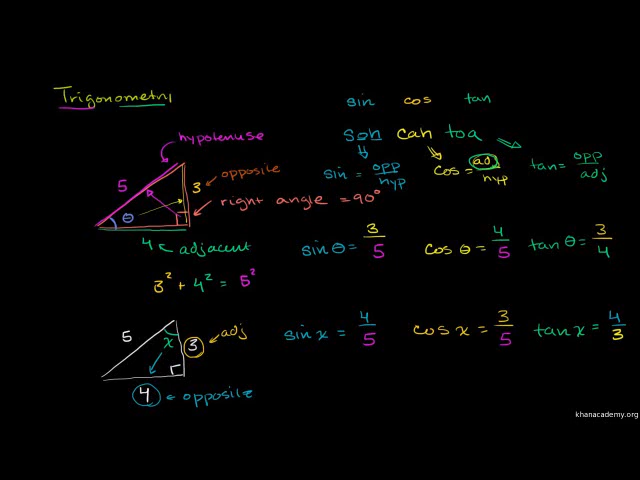 Trigonometry
sin cos tan
hypotenuse
soh cah toa
sin = opp/hyp
cos = adj/hyp
tan = opp/adj
5
3
opposite
θ
right angle = 90°
4
adjacent
sin θ = 3/5
cos θ = 4/5
tan θ = 3/4
3² + 4² = 5²
5
x
3
adj
sin x = 4/5
cos x = 3/5
tan x = 4/3
4
opposite
khanacademy.org